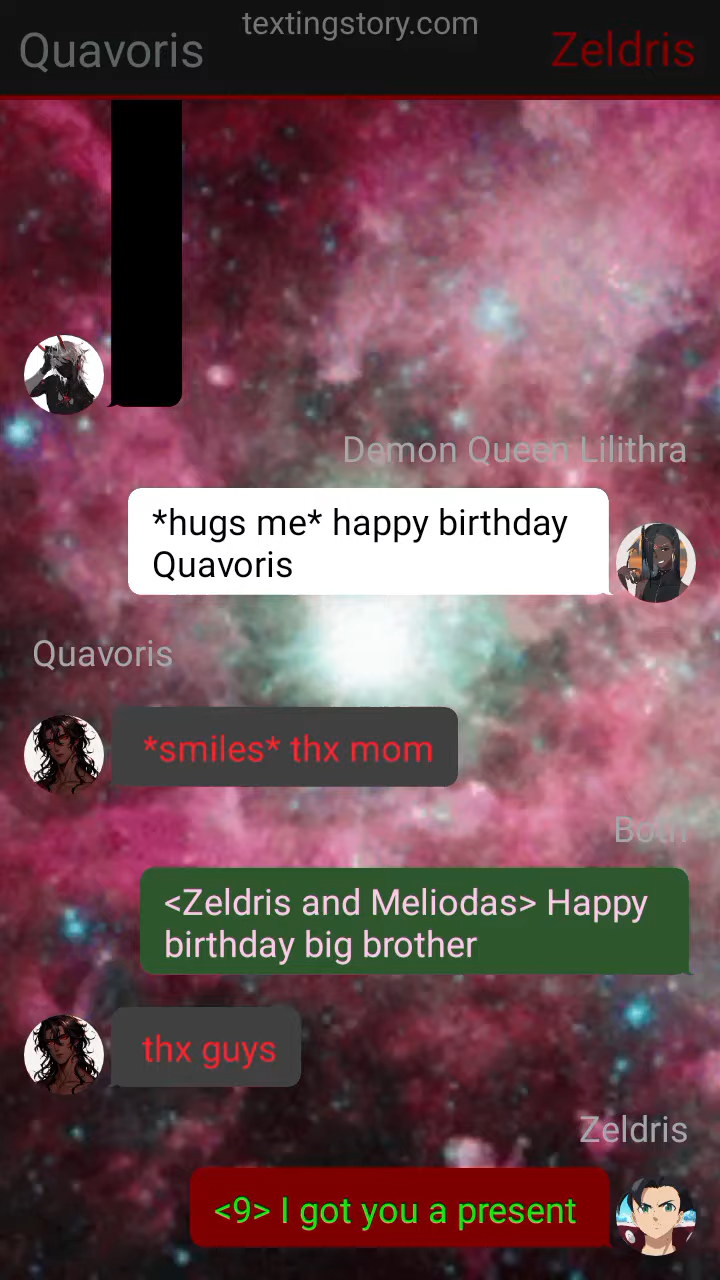 textingstory.com
Quavoris
Zeldris
Demon Queen Lilithra
*hugs me* happy birthday
Quavoris
Quavoris
*smiles* thx mom
Both
<Zeldris and Meliodas> Happy
birthday big brother
thx guys
Zeldris
<9> I got you a present